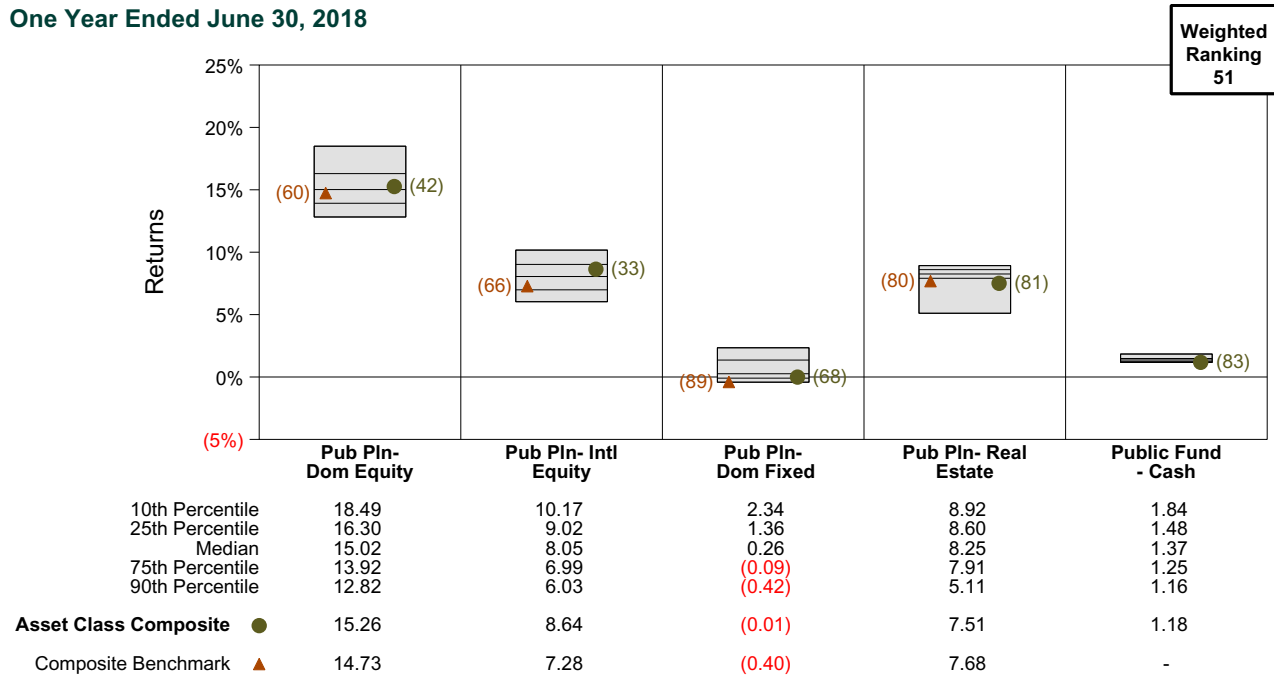 One Year Ended June 30, 2018
Weighted
Ranking
51
Returns
25%
20%
15%
10%
5%
0%
(5%)
(60) (42)
(66) (33)
(89) (68)
(80) (81)
(83)
Pub Pln-
Dom Equity
Pub Pln- Intl
Equity
Pub Pln-
Dom Fixed
Pub Pln- Real
Estate
Public Fund
- Cash
10th Percentile 18.49 10.17 2.34 8.92 1.84
25th Percentile 16.30 9.02 1.36 8.60 1.48
Median 15.02 8.05 0.26 8.25 1.37
75th Percentile 13.92 6.99 (0.09) 7.91 1.25
90th Percentile 12.82 6.03 (0.42) 5.11 1.16
Asset Class Composite 15.26 8.64 (0.01) 7.51 1.18
Composite Benchmark 14.73 7.28 (0.40) 7.68 -